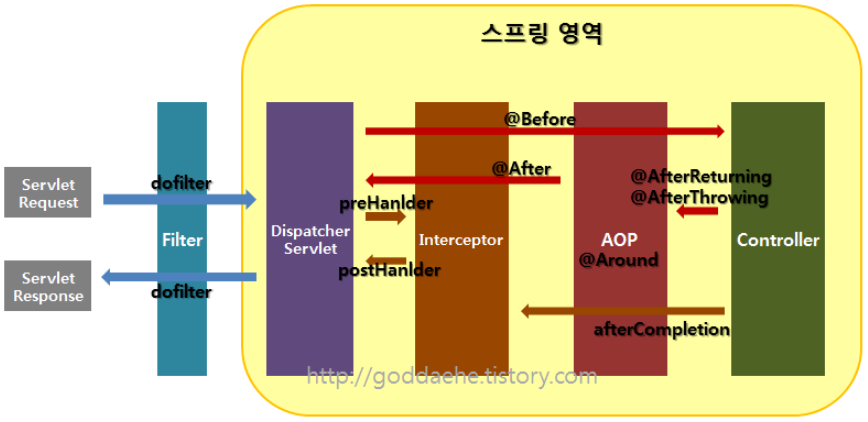 스프링 영역
@Before
@After
@AfterReturning
@AfterThrowing
Servlet
Request
dofilter
preHanlder
Filter
Dispatcher
Servlet
Interceptor
AOP
Controller
@Around
postHanlder
Servlet
Response
dofilter
afterCompletion
http://goddaehe.tistory.com